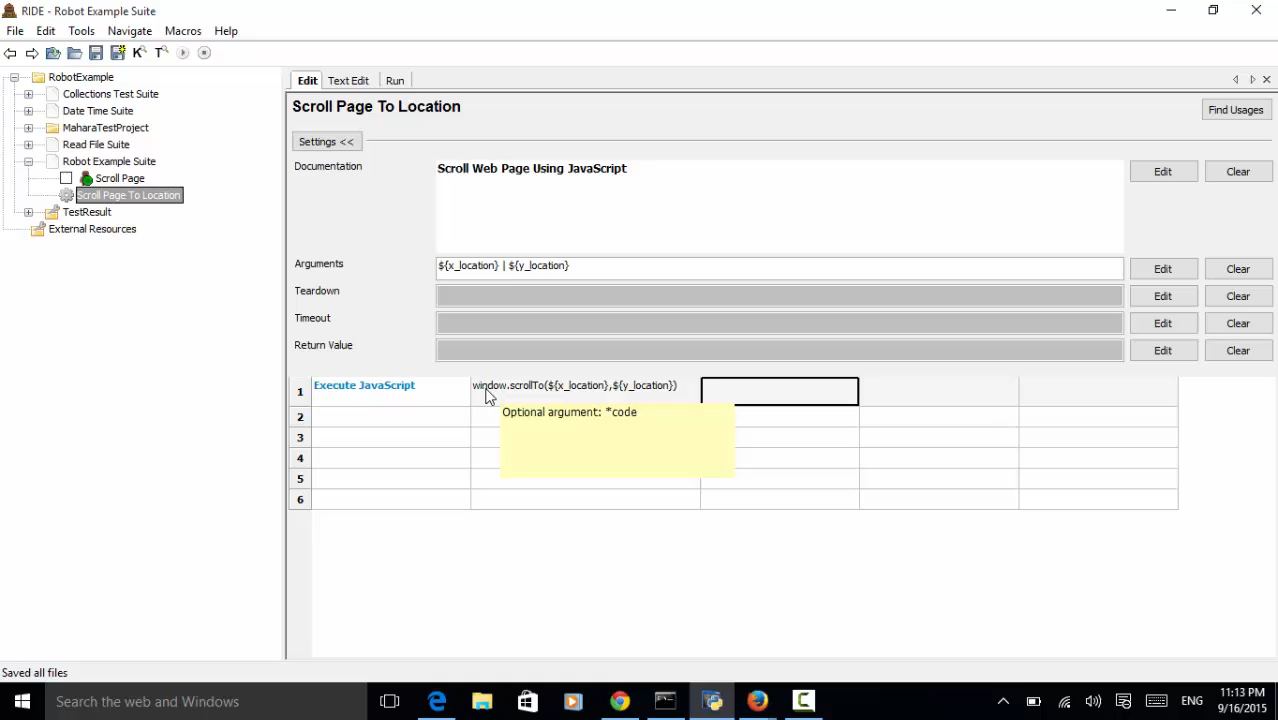 RIDE - Robot Example Suite
File Edit Tools Navigate Macros Help
K T
RobotExample
Collections Test Suite
Date Time Suite
MaharaTestProject
Read File Suite
Robot Example Suite
Scroll Page
Scroll Page To Location
TestResult
External Resources
Edit Text Edit Run
Scroll Page To Location
Find Usages
Settings <<
Documentation
Scroll Web Page Using JavaScript
Edit Clear
Arguments
${x_location} | ${y_location}
Edit Clear
Teardown
Edit Clear
Timeout
Edit Clear
Return Value
Edit Clear
1 Execute JavaScript window.scrollTo(${x_location},${y_location})
Optional argument: *code
2
3
4
5
6
Saved all files
Search the web and Windows
ENG
11:13 PM
9/16/2015